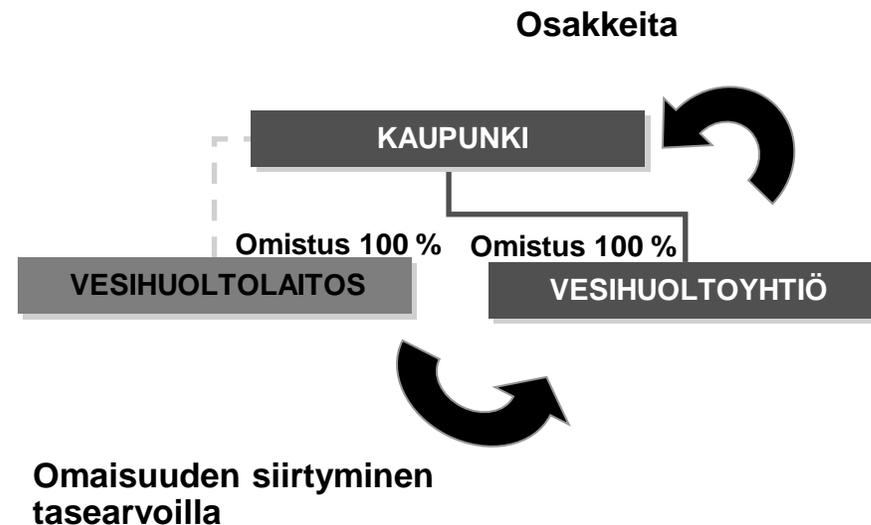 Osakkeita
KAUPUNKI
Omistus 100 %
Omistus 100 %
VESIHUOLTOLAITOS
VESIHUOLTOYHTIÖ
Omaisuuden siirtyminen
tasearvoilla